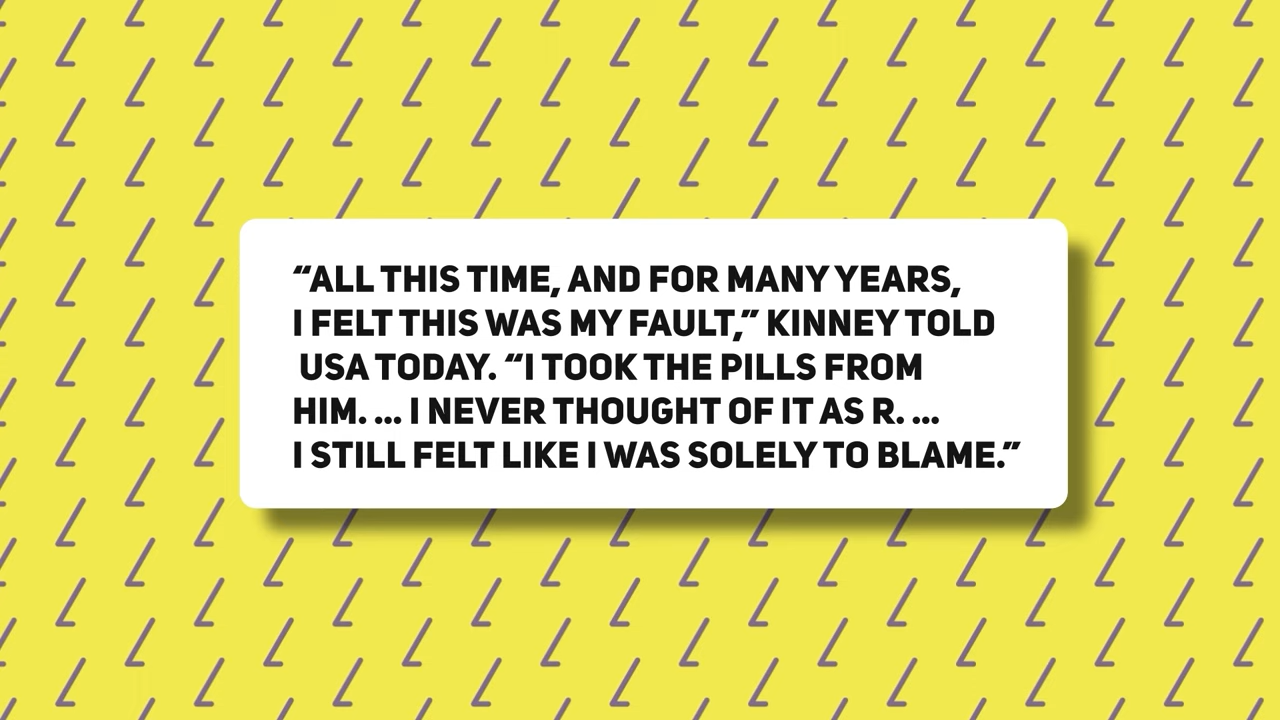 “ALL THIS TIME, AND FOR MANY YEARS,
I FELT THIS WAS MY FAULT,” KINNEY TOLD
USA TODAY. “I TOOK THE PILLS FROM
HIM. ... I NEVER THOUGHT OF IT AS R. ...
I STILL FELT LIKE I WAS SOLELY TO BLAME.”